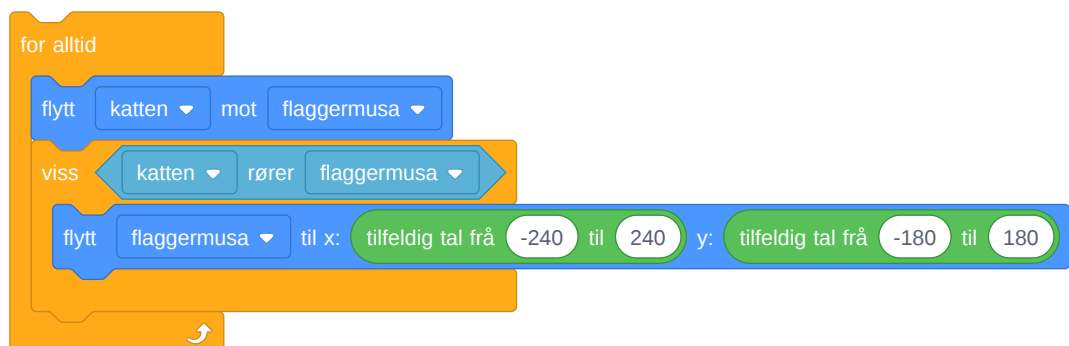 for alltid
flytt katten mot flaggermusa
viss katten rører flaggermusa
flytt flaggermusa til x: tilfeldig tal frå -240 til 240 y: tilfeldig tal frå -180 til 180